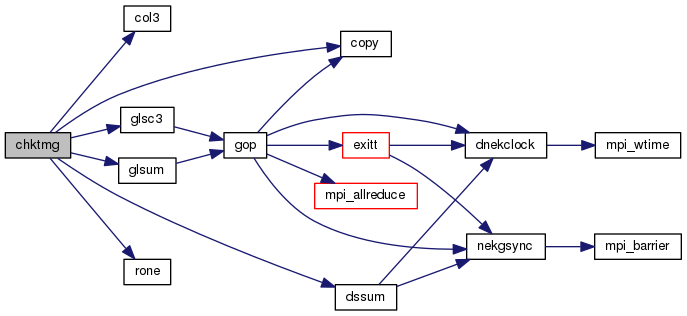 col3
copy
glsc3
chktmg
gop
exitt
dnekclock
mpi_wtime
glsum
mpi_allreduce
nekgsync
mpi_barrier
rone
dssum